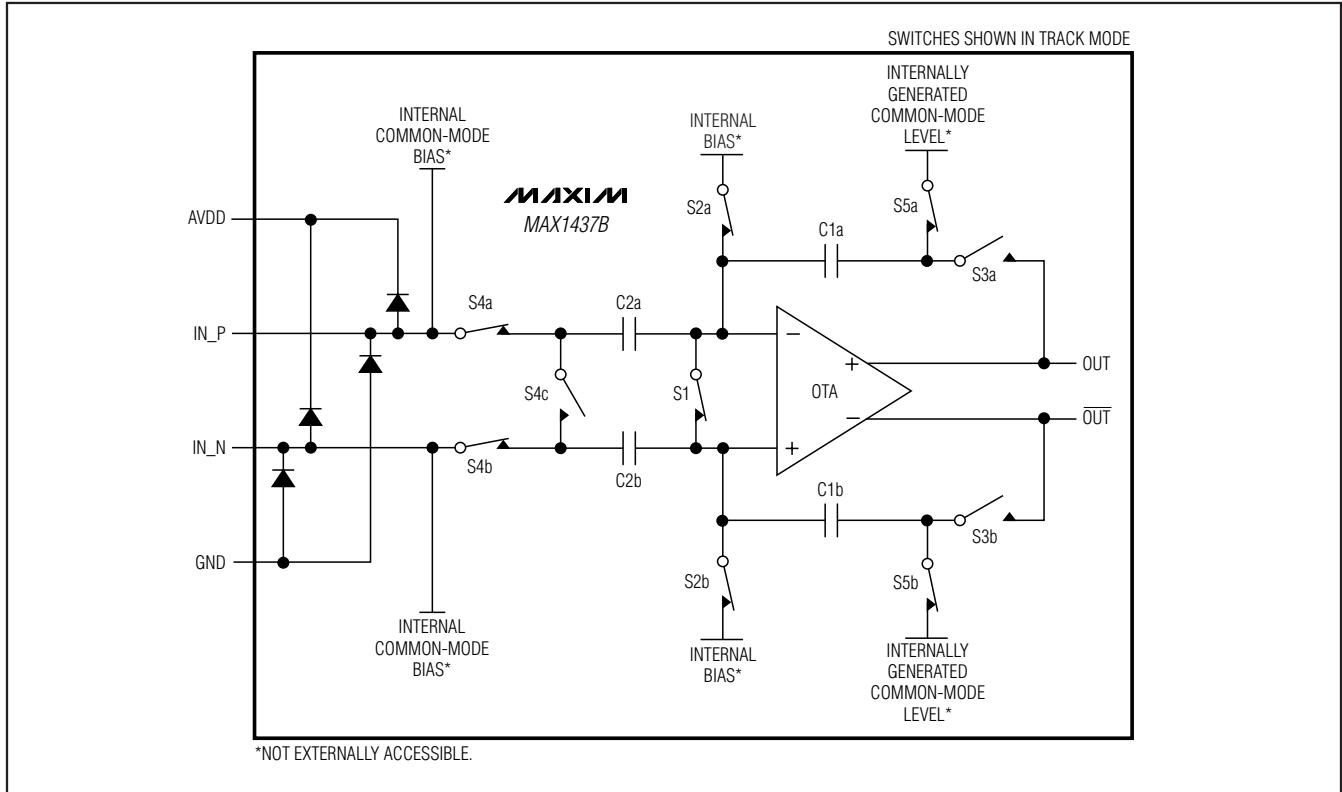 SWITCHES SHOWN IN TRACK MODE
INTERNALLY
GENERATED
COMMON-MODE
LEVEL*
INTERNAL
COMMON-MODE
BIAS*
INTERNAL
BIAS*
MAXIM
MAX1437B
AVDD
S2a
S5a
C1a
S3a
S4a
C2a
IN_P
−
+
OUT
S4c
S1
OTA
−
OUT
IN_N
+
S4b
C2b
C1b
S3b
GND
S2b
S5b
INTERNAL
COMMON-MODE
BIAS*
INTERNAL
BIAS*
INTERNALLY
GENERATED
COMMON-MODE
LEVEL*
*NOT EXTERNALLY ACCESSIBLE.